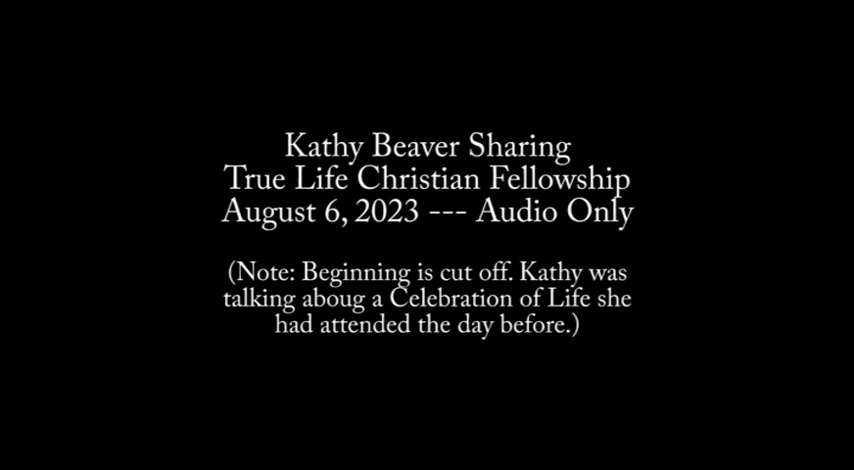 Kathy Beaver Sharing
True Life Christian Fellowship
August 6, 2023 --- Audio Only
(Note: Beginning is cut off. Kathy was
talking aboug a Celebration of Life she
had attended the day before.)